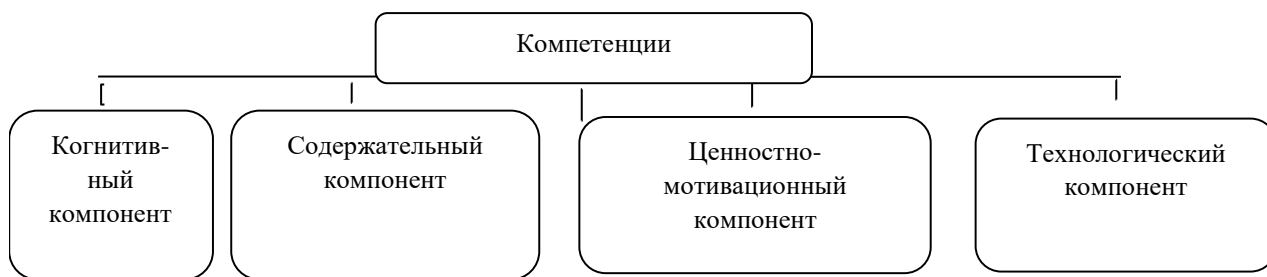 Компетенции
Когнитив-
ный
компонент
Содержательный
компонент
Ценностно-
мотивационный
компонент
Технологический
компонент